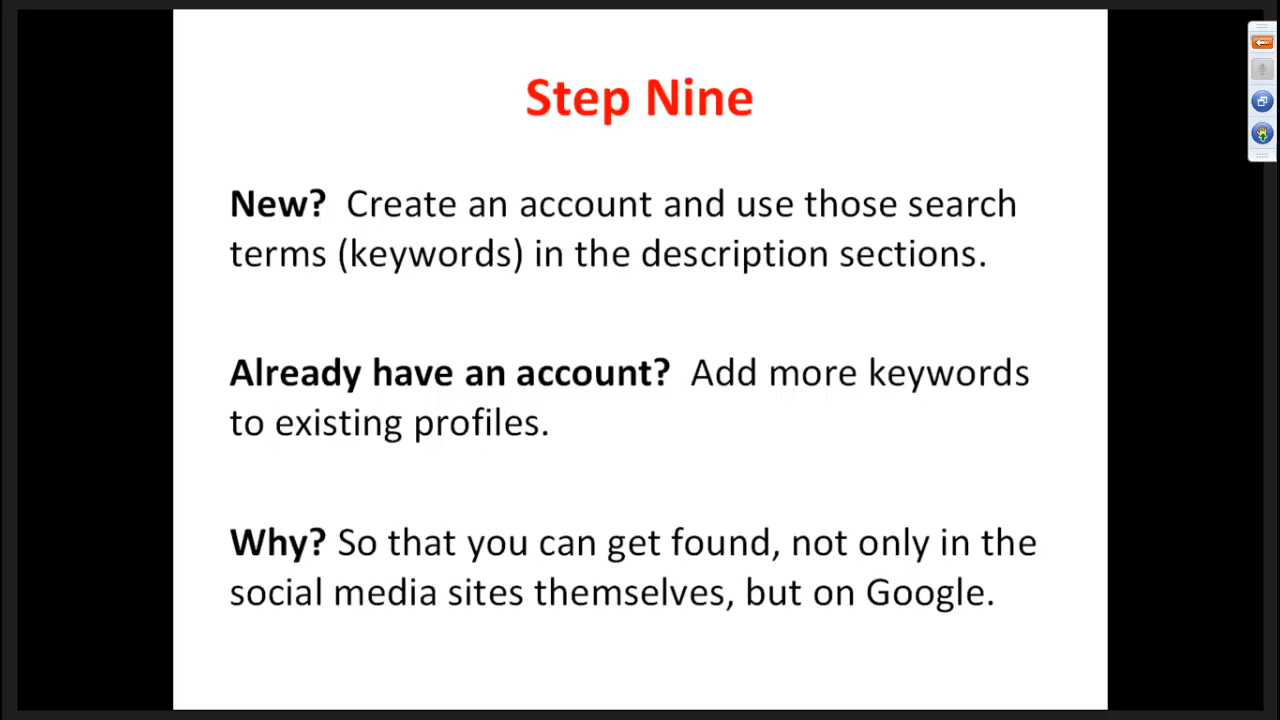 Step Nine
New? Create an account and use those search
terms (keywords) in the description sections.
Already have an account? Add more keywords
to existing profiles.
Why? So that you can get found, not only in the
social media sites themselves, but on Google.